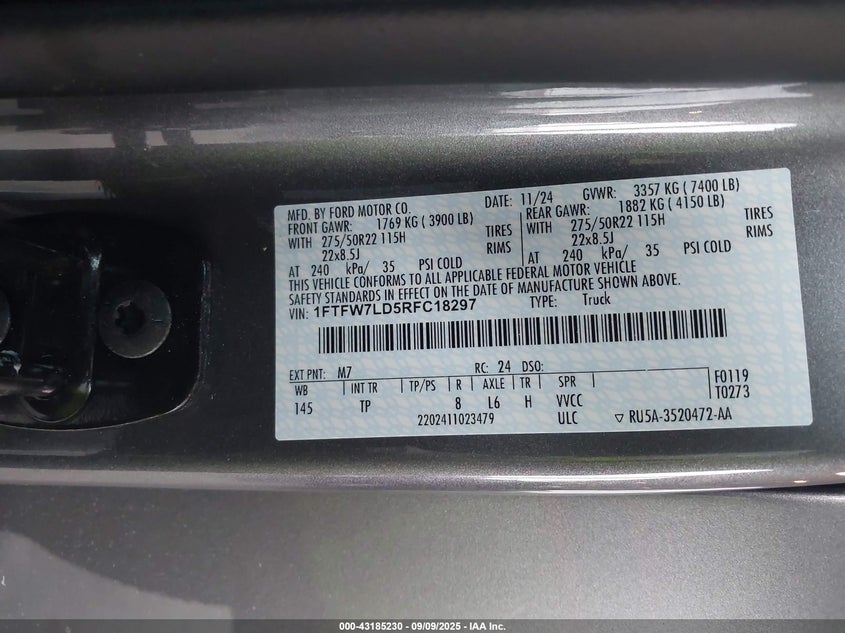 MFD. BY FORD MOTOR CO. DATE: 11/24 GVWR: 3357 KG ( 7400 LB)
FRONT GAWR: 1769 KG ( 3900 LB) REAR GAWR: 1882 KG ( 4150 LB)
WITH 275/50R22 115H TIRES WITH 275/50R22 115H TIRES
22x8.5J RIMS 22x8.5J RIMS
AT 240 kPa/ 35 PSI COLD AT 240 kPa/ 35 PSI COLD
THIS VEHICLE CONFORMS TO ALL APPLICABLE FEDERAL MOTOR VEHICLE
SAFETY STANDARDS IN EFFECT ON THE DATE OF MANUFACTURE SHOWN ABOVE.
VIN: 1FTFW7LD5RFC18297 TYPE: Truck
EXT PNT: M7 RC: 24 DSO:
WB INT TR TP/PS R AXLE TR SPR F0119
145 TP 8 L6 H VVCC T0273
2202411023479 ULC ▽ RU5A-3520472-AA
000-43185230 - 09/09/2025 - IAA Inc.